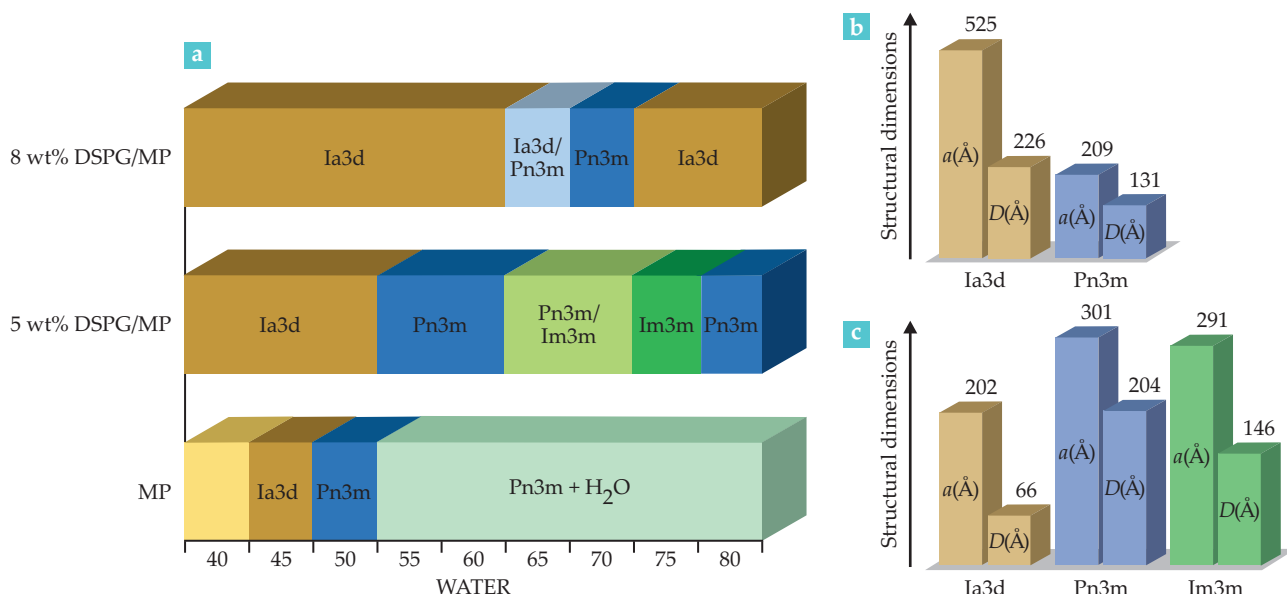 a
8 wt% DSPG/MP
Ia3d
Ia3d/
Pn3m
Pn3m
Ia3d
5 wt% DSPG/MP
Ia3d
Pn3m
Pn3m/
Im3m
Im3m
Pn3m
MP
Ia3d
Pn3m
Pn3m + H₂O
40 45 50 55 60 65 70 75 80
WATER
b
Structural dimensions
525
a(Å)
226
D(Å)
209
a(Å)
131
D(Å)
Ia3d Pn3m
c
Structural dimensions
202
a(Å)
66
D(Å)
301
a(Å)
204
D(Å)
291
a(Å)
146
D(Å)
Ia3d Pn3m Im3m